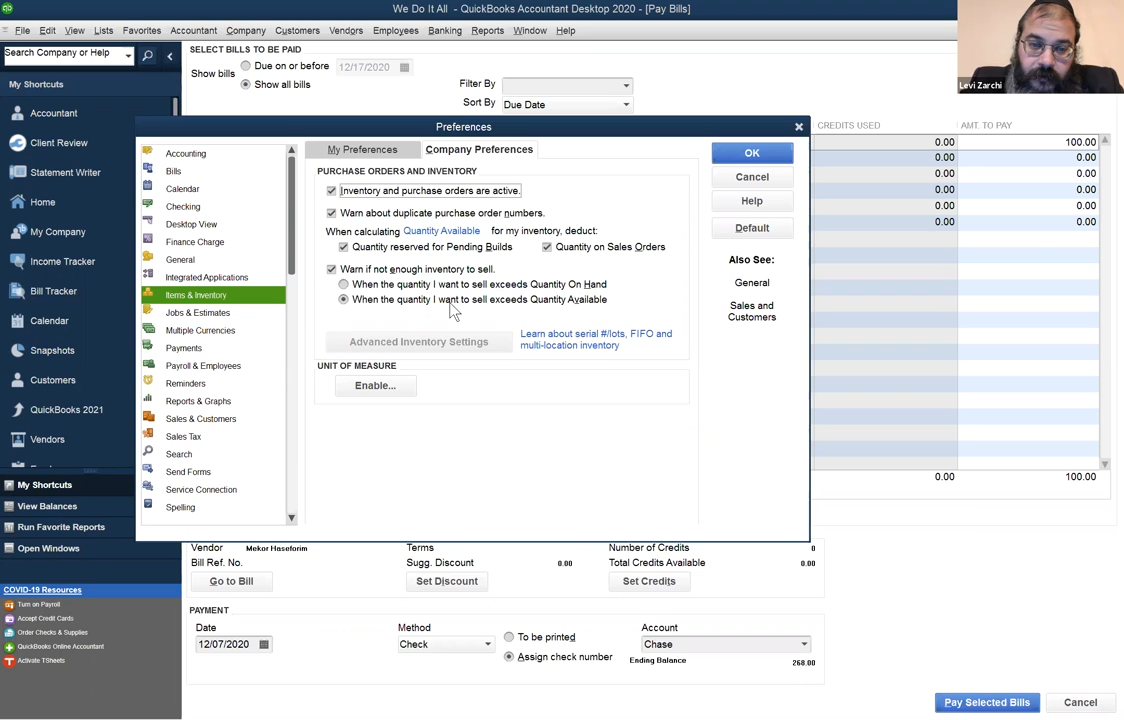 We Do It All - QuickBooks Accountant Desktop 2020 - [Pay Bills]
File Edit View Lists Favorites Accountant Company Customers Vendors Employees Banking Reports Window Help
Search Company or Help
My Shortcuts
Accountant
Client Review
Statement Writer
Home
My Company
Income Tracker
Bill Tracker
Calendar
Snapshots
Customers
QuickBooks 2021
Vendors
My Shortcuts
View Balances
Run Favorite Reports
Open Windows
COVID-19 Resources
Turn on Payroll
Accept Credit Cards
Order Checks & Supplies
QuickBooks Online Accountant
Activate TSheets
SELECT BILLS TO BE PAID
Show bills
Due on or before 12/17/2020
Show all bills
Filter By
Sort By Due Date
Levi Zarchi
CREDITS USED AMT. TO PAY
0.00 100.00
0.00 0.00
0.00 0.00
0.00 0.00
0.00 0.00
0.00 0.00
0.00 100.00
Preferences
Accounting
Bills
Calendar
Checking
Desktop View
Finance Charge
General
Integrated Applications
Items & Inventory
Jobs & Estimates
Multiple Currencies
Payments
Payroll & Employees
Reminders
Reports & Graphs
Sales & Customers
Sales Tax
Search
Send Forms
Service Connection
Spelling
My Preferences Company Preferences
PURCHASE ORDERS AND INVENTORY
Inventory and purchase orders are active.
Warn about duplicate purchase order numbers.
When calculating Quantity Available for my inventory, deduct:
Quantity reserved for Pending Builds Quantity on Sales Orders
Warn if not enough inventory to sell.
When the quantity I want to sell exceeds Quantity On Hand
When the quantity I want to sell exceeds Quantity Available
Advanced Inventory Settings
Learn about serial #/lots, FIFO and
multi-location inventory
UNIT OF MEASURE
Enable...
OK
Cancel
Help
Default
Also See:
General
Sales and
Customers
Vendor Mekor Haseforim
Bill Ref. No.
Go to Bill
Terms
Sugg. Discount 0.00
Set Discount
Number of Credits 0
Total Credits Available 0.00
Set Credits
PAYMENT
Date
12/07/2020
Method
Check
To be printed
Assign check number
Account
Chase
Ending Balance 268.00
Pay Selected Bills Cancel